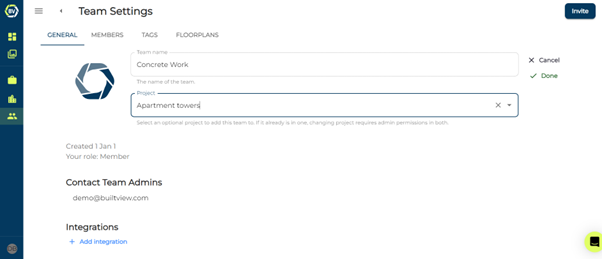 BV
Team Settings
Invite
GENERAL
MEMBERS
TAGS
FLOORPLANS
Team name
Concrete Work
The name of the team.
Cancel
Done
Project
Apartment towers
Select an optional project to add this team to. If it already is in one, changing project requires admin permissions in both.
Created 1 Jan 1
Your role: Member
Contact Team Admins
demo@builtview.com
Integrations
+ Add integration